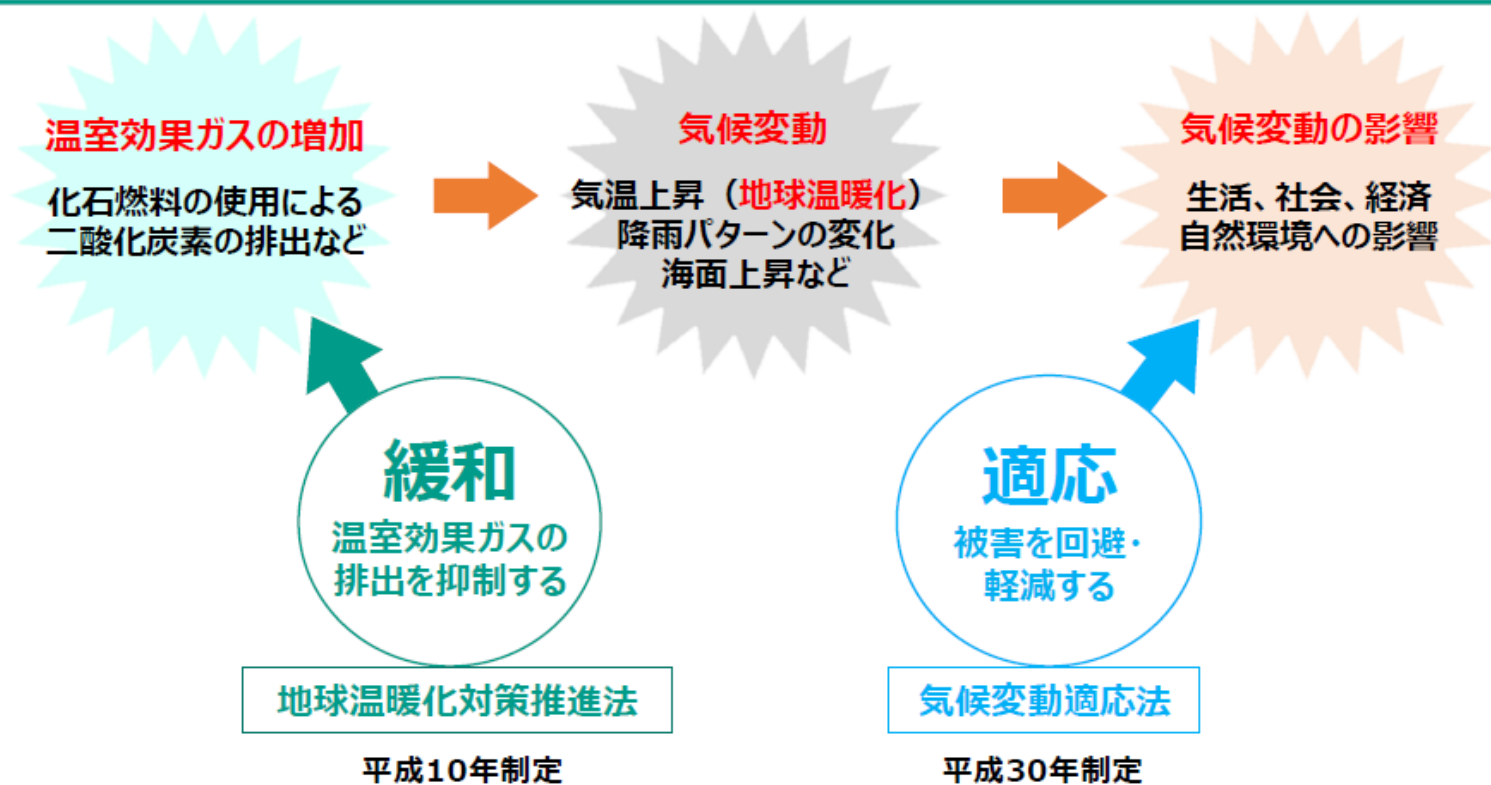 温室効果ガスの増加
化石燃料の使用による
二酸化炭素の排出など
気候変動
気温上昇（地球温暖化）
降雨パターンの変化
海面上昇など
気候変動の影響
生活、社会、経済
自然環境への影響
緩和
温室効果ガスの
排出を抑制する
地球温暖化対策推進法
平成10年制定
適応
被害を回避・
軽減する
気候変動適応法
平成30年制定